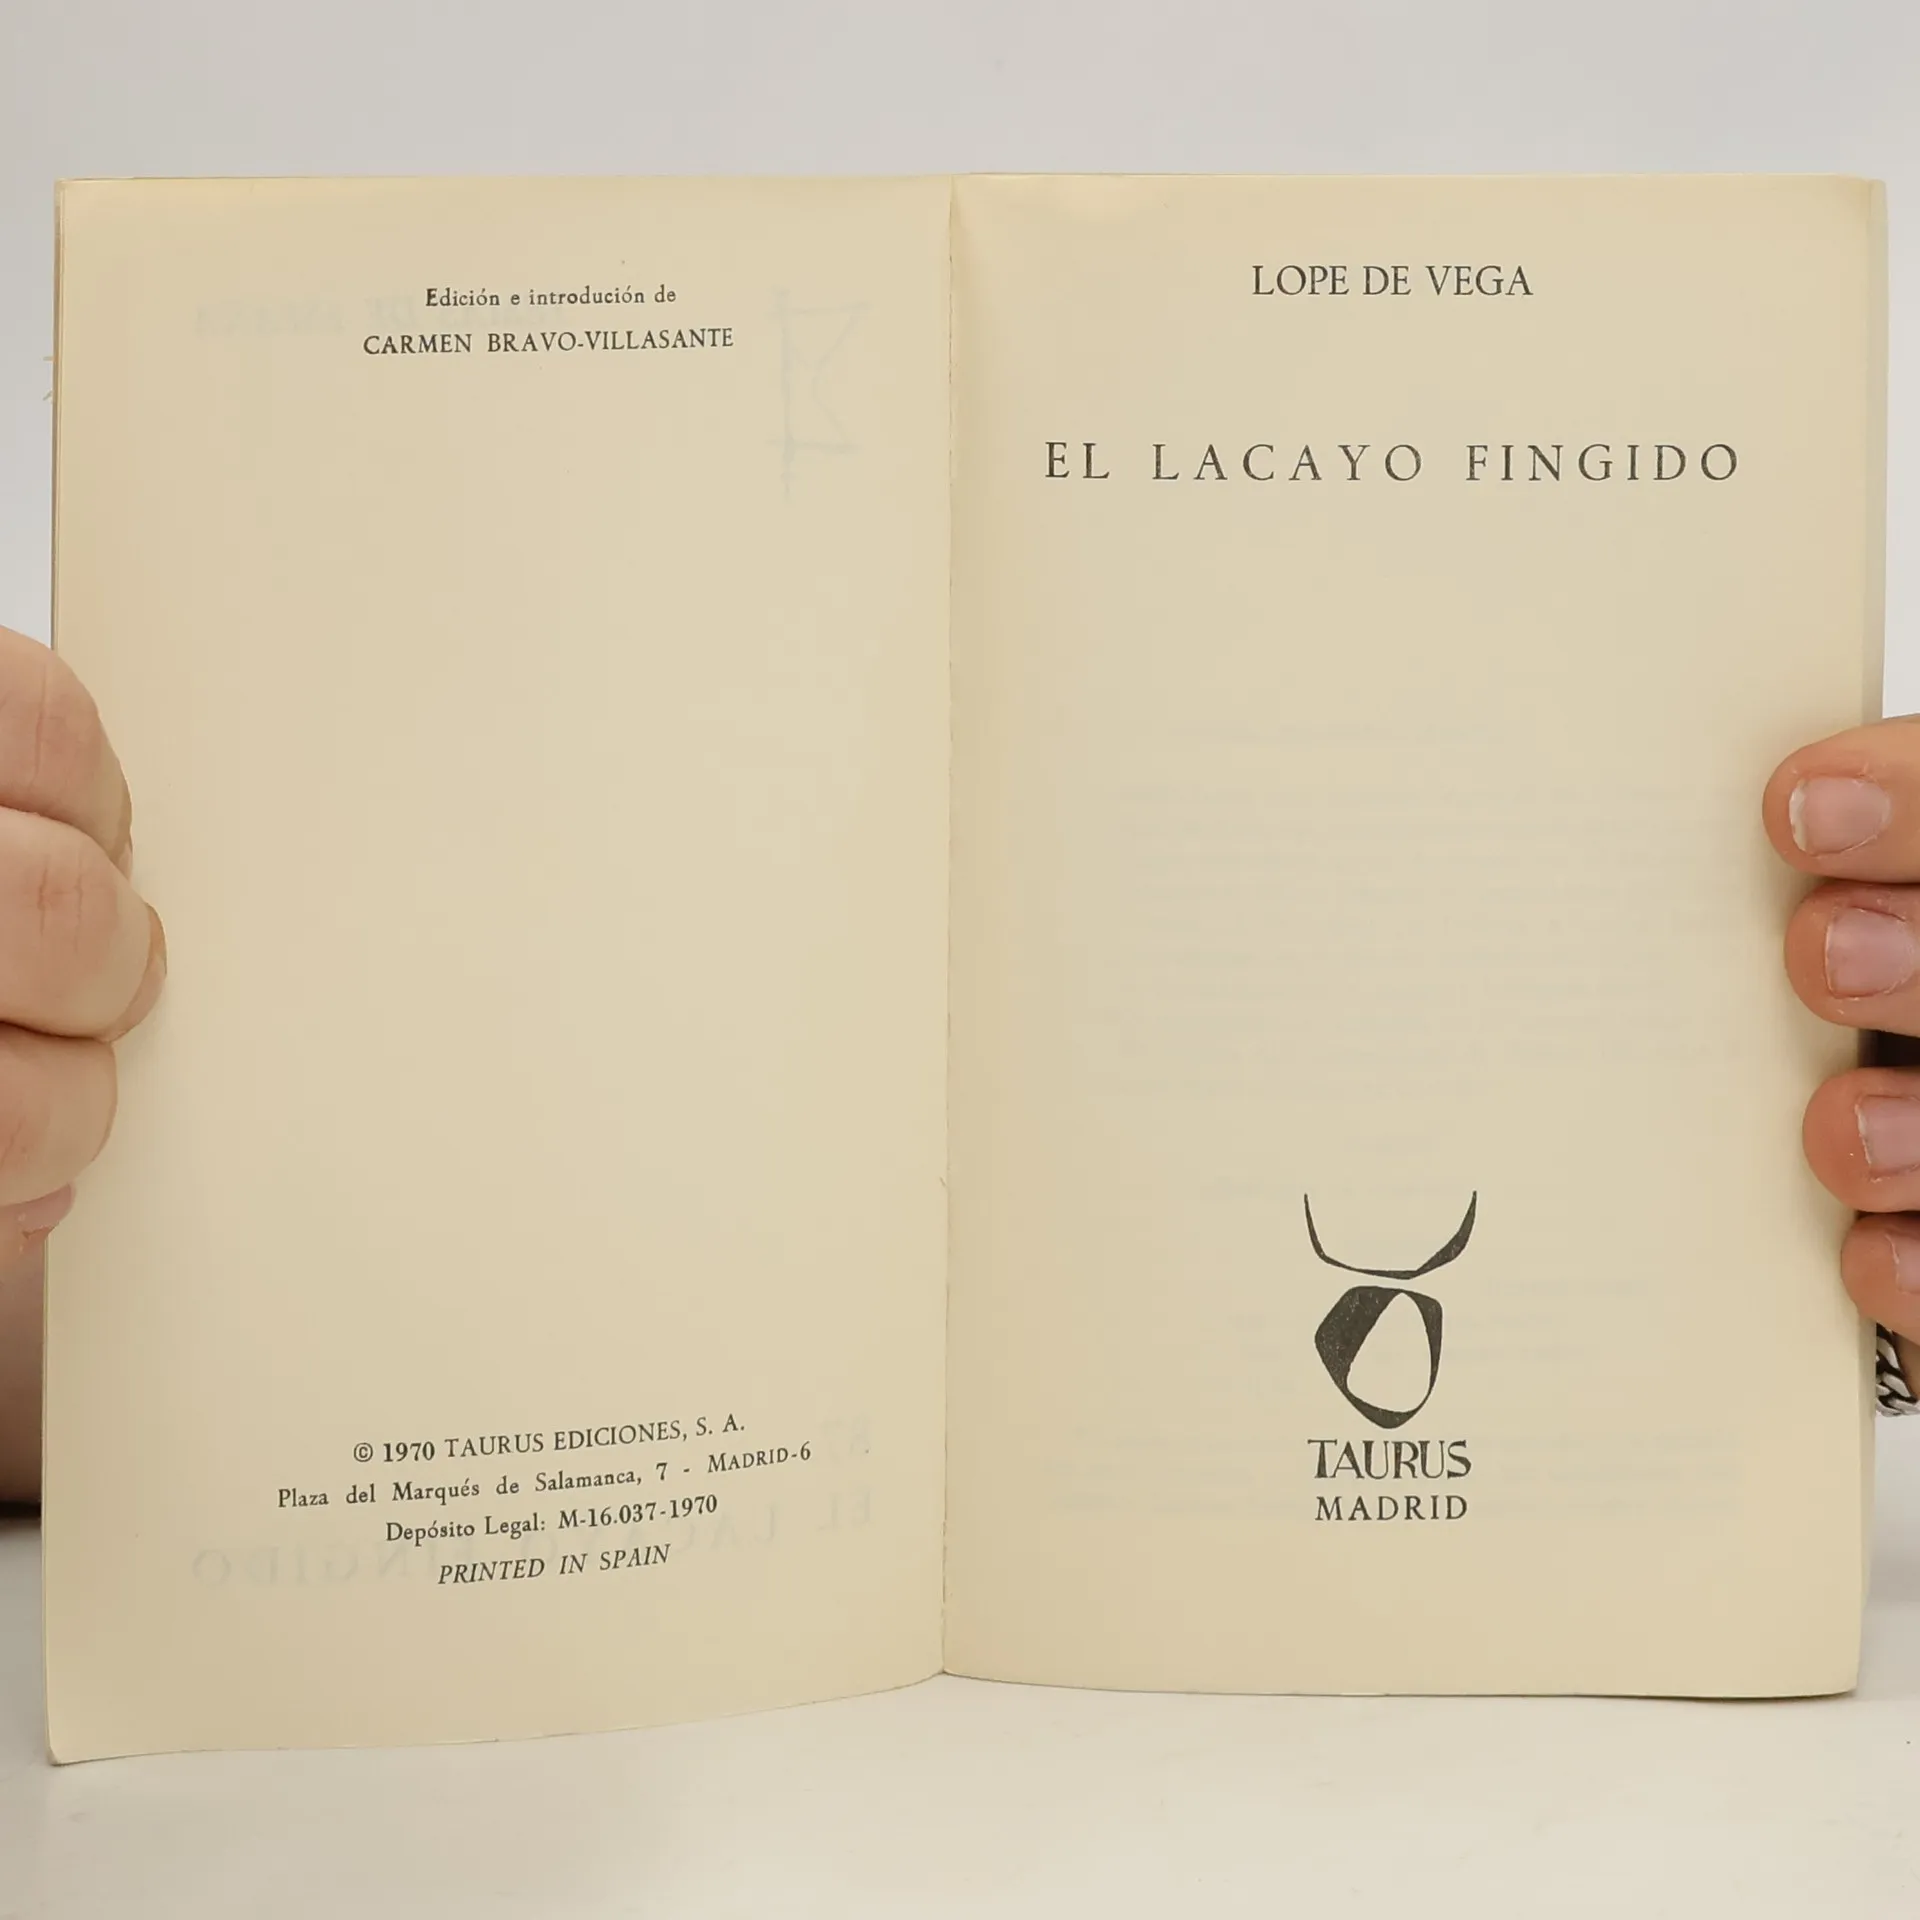 Edición e introdución de
CARMEN BRAVO-VILLASANTE
© 1970 TAURUS EDICIONES, S. A.
Plaza del Marqués de Salamanca, 7 - MADRID-6
Depósito Legal: M-16.037-1970
PRINTED IN SPAIN
LOPE DE VEGA
EL LACAYO FINGIDO
TAURUS
MADRID